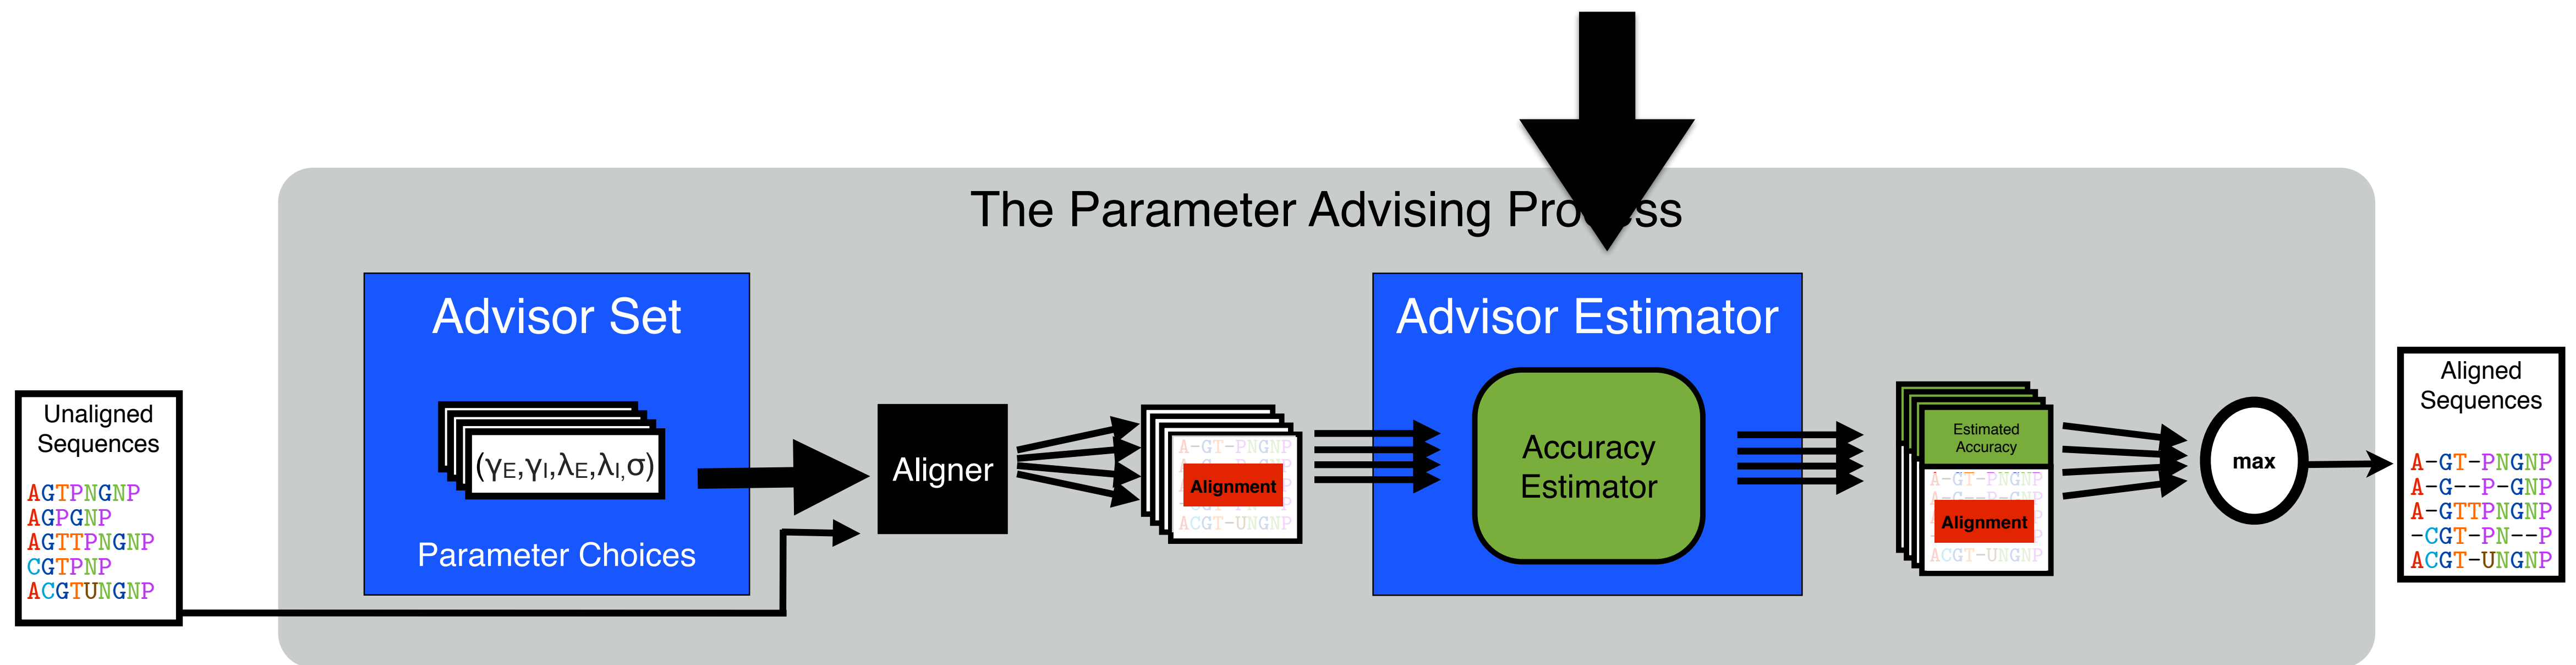 The Parameter Advising Pro ss
Advisor Set
(γE,γI,λE,λI,σ)
Parameter Choices
Unaligned
Sequences
AGTPNGNP
AGPGNP
AGTTPNGNP
CGTPNP
ACGTUNGNP
Aligner
A-GT-PNGNP
Alignment
ACGT-UNGNP
Advisor Estimator
Accuracy
Estimator
Estimated
Accuracy
A-GT-PNGNP
A-G--P-GNP
Alignment
ACGT-UNGNP
max
Aligned
Sequences
A-GT-PNGNP
A-G--P-GNP
A-GTTPNGNP
-CGT-PN--P
ACGT-UNGNP